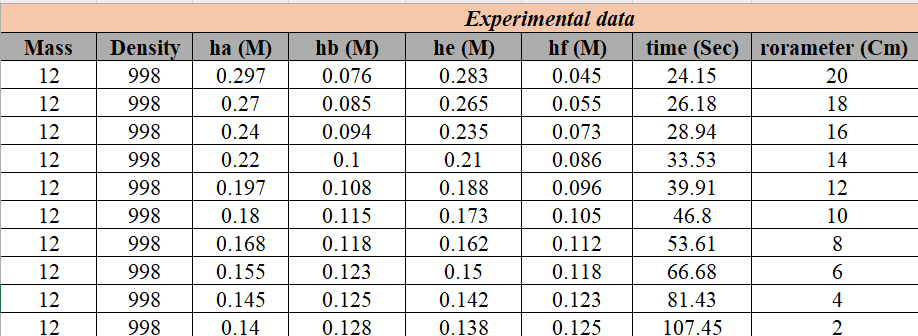 Experimental data
Mass Density ha (M) hb (M) he (M) hf (M) time (Sec) rorameter (Cm)
12 998 0.297 0.076 0.283 0.045 24.15 20
12 998 0.27 0.085 0.265 0.055 26.18 18
12 998 0.24 0.094 0.235 0.073 28.94 16
12 998 0.22 0.1 0.21 0.086 33.53 14
12 998 0.197 0.108 0.188 0.096 39.91 12
12 998 0.18 0.115 0.173 0.105 46.8 10
12 998 0.168 0.118 0.162 0.112 53.61 8
12 998 0.155 0.123 0.15 0.118 66.68 6
12 998 0.145 0.125 0.142 0.123 81.43 4
12 998 0.14 0.128 0.138 0.125 107.45 2